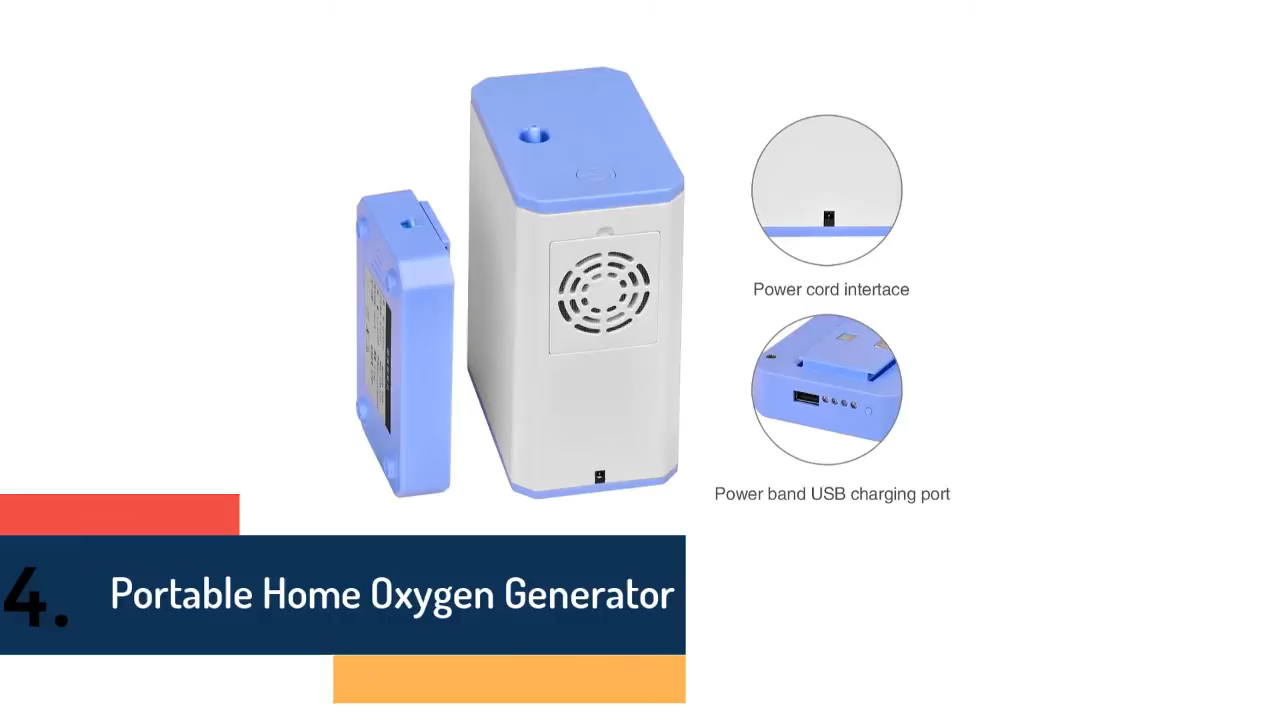 Power cord intertace
Power band USB charging port
4.
Portable Home Oxygen Generator